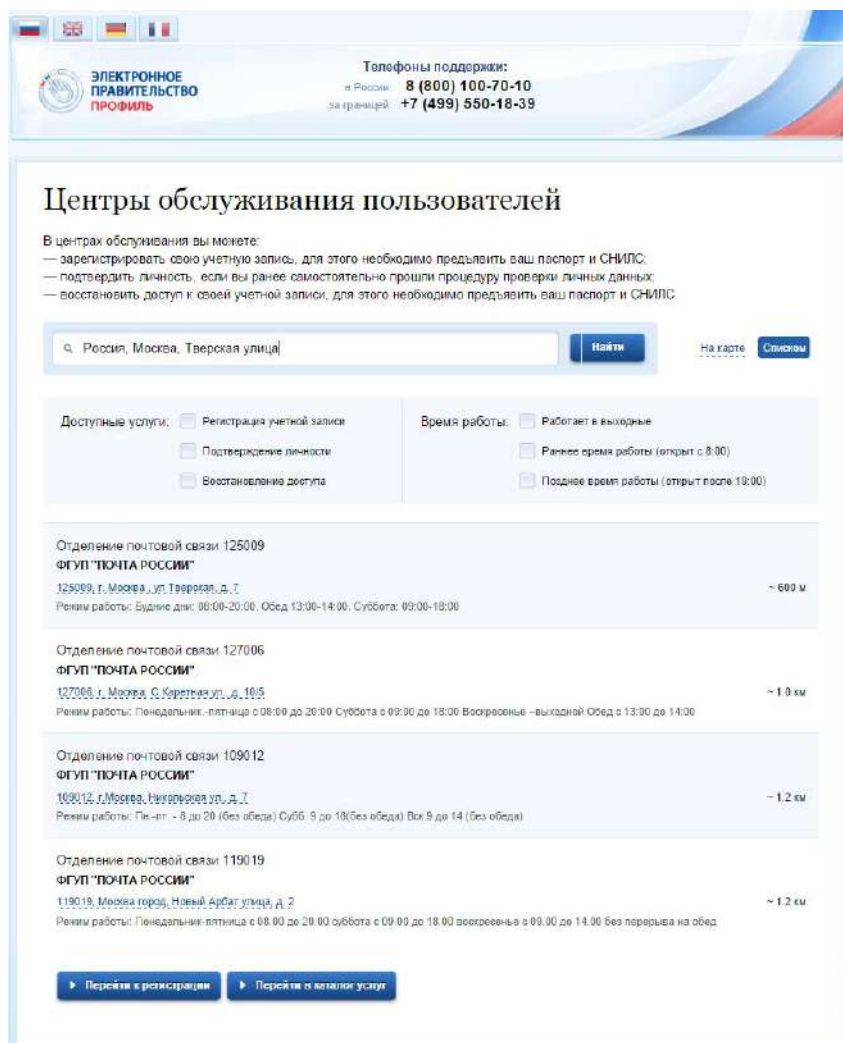 ЭЛЕКТРОННОЕ
ПРАВИТЕЛЬСТВО
ПРОФИЛЬ
Телефоны поддержки:
в России 8 (800) 100-70-10
за границей +7 (499) 550-18-39
Центры обслуживания пользователей
В центрах обслуживания вы можете:
— зарегистрировать свою учетную запись, для этого необходимо предъявить ваш паспорт и СНИЛС;
— подтвердить личность, если вы ранее самостоятельно прошли процедуру проверки личных данных;
— восстановить доступ к своей учетной записи, для этого необходимо предъявить ваш паспорт и СНИЛС
Россия, Москва, Тверская улица
Найти
На карте Списком
Доступные услуги: Регистрация учетной записи
Подтверждение личности
Восстановление доступа
Время работы: Работает в выходные
Раннее время работы (открыт с 8:00)
Позднее время работы (открыт после 19:00)
Отделение почтовой связи 125009
ФГУП "ПОЧТА РОССИИ"
125009, г. Москва , ул Тверская, д. 7 ~ 600 м
Режим работы: Будние дни: 08:00-20:00. Обед 13:00-14:00. Суббота: 09:00-18:00
Отделение почтовой связи 127006
ФГУП "ПОЧТА РОССИИ"
127006, г. Москва, С.Каретная ул., д. 10/5 ~ 1.0 км
Режим работы: Понедельник.-пятница с 08:00 до 20:00 Суббота с 09:00 до 18:00 Воскресенье –выходной Обед с 13:00 до 14:00
Отделение почтовой связи 109012
ФГУП "ПОЧТА РОССИИ"
109012, г.Москва, Никольская ул., д. 7 ~ 1.2 км
Режим работы: Пн.-пт. - 8 до 20 (без обеда) Субб. 9 до 18(без обеда) Вск.9 до 14 (без обеда)
Отделение почтовой связи 119019
ФГУП "ПОЧТА РОССИИ"
119019, Москва город, Новый Арбат улица, д. 2 ~ 1.2 км
Режим работы: Понедельник-пятница с 08.00 до 20.00 суббота с 09.00 до 18.00 воскресенье с 09.00 до 14.00 без перерыва на обед
Перейти к регистрации Перейти в каталог услуг